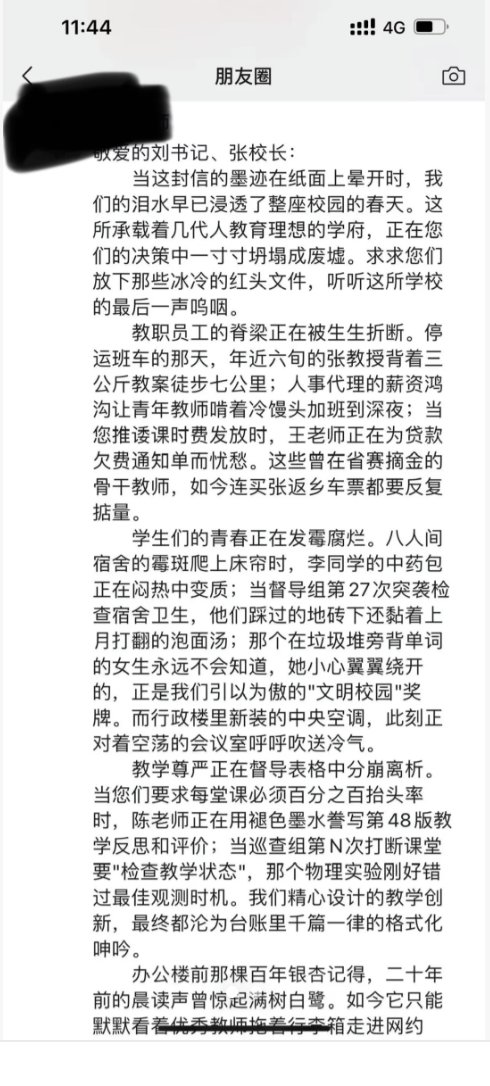 11:44
4G
朋友圈
敬爱的刘书记、张校长：
当这封信的墨迹在纸面上晕开时，我
们的泪水早已浸透了整座校园的春天。这
所承载着几代人教育理想的学府，正在您
们的决策中一寸寸坍塌成废墟。求求您们
放下那些冰冷的红头文件，听听这所学校
的最后一声呜咽。
教职员工的脊梁正在被生生折断。停
运班车的那天，年近六旬的张教授背着三
公斤教案徒步七公里；人事代理的薪资鸿
沟让青年教师啃着冷馒头加班到深夜；当
您推诿课时费发放时，王老师正在为贷款
欠费通知单而忧愁。这些曾在省赛摘金的
骨干教师，如今连买张返乡车票都要反复
掂量。
学生们的青春正在发霉腐烂。八人间
宿舍的霉斑爬上床帘时，李同学的中药包
正在闷热中变质；当督导组第27次突袭检
查宿舍卫生，他们踩过的地砖下还黏着上
月打翻的泡面汤；那个在垃圾堆旁背单词
的女生永远不会知道，她小心翼翼绕开
的，正是我们引以为傲的"文明校园"奖
牌。而行政楼里新装的中央空调，此刻正
对着空荡的会议室呼呼吹送冷气。
教学尊严正在督导表格中分崩离析。
当您们要求每堂课必须百分之百抬头率
时，陈老师正在用褪色墨水誊写第48版教
学反思和评价；当巡查组第N次打断课堂
要"检查教学状态"，那个物理实验刚好错
过最佳观测时机。我们精心设计的教学创
新，最终都沦为台账里千篇一律的格式化
呻吟。
办公楼前那棵百年银杏记得，二十年
前的晨读声曾惊起满树白鹭。如今它只能
默默看着优秀教师拖着行李箱走进网约